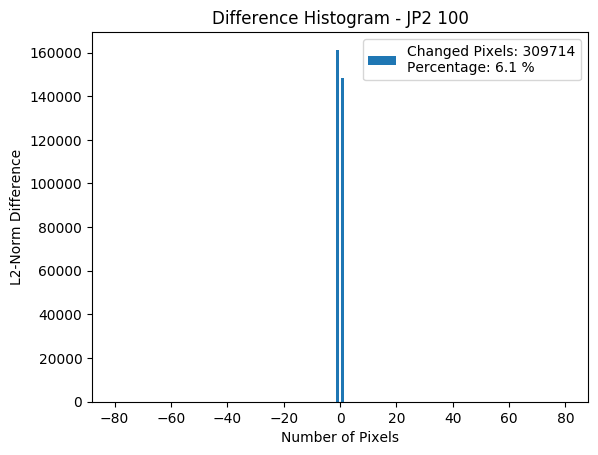 Difference Histogram - JP2 100
Changed Pixels: 309714
Percentage: 6.1 %
160000
140000
120000
100000
80000
60000
40000
20000
0
L2-Norm Difference
−80 −60 −40 −20 0 20 40 60 80
Number of Pixels